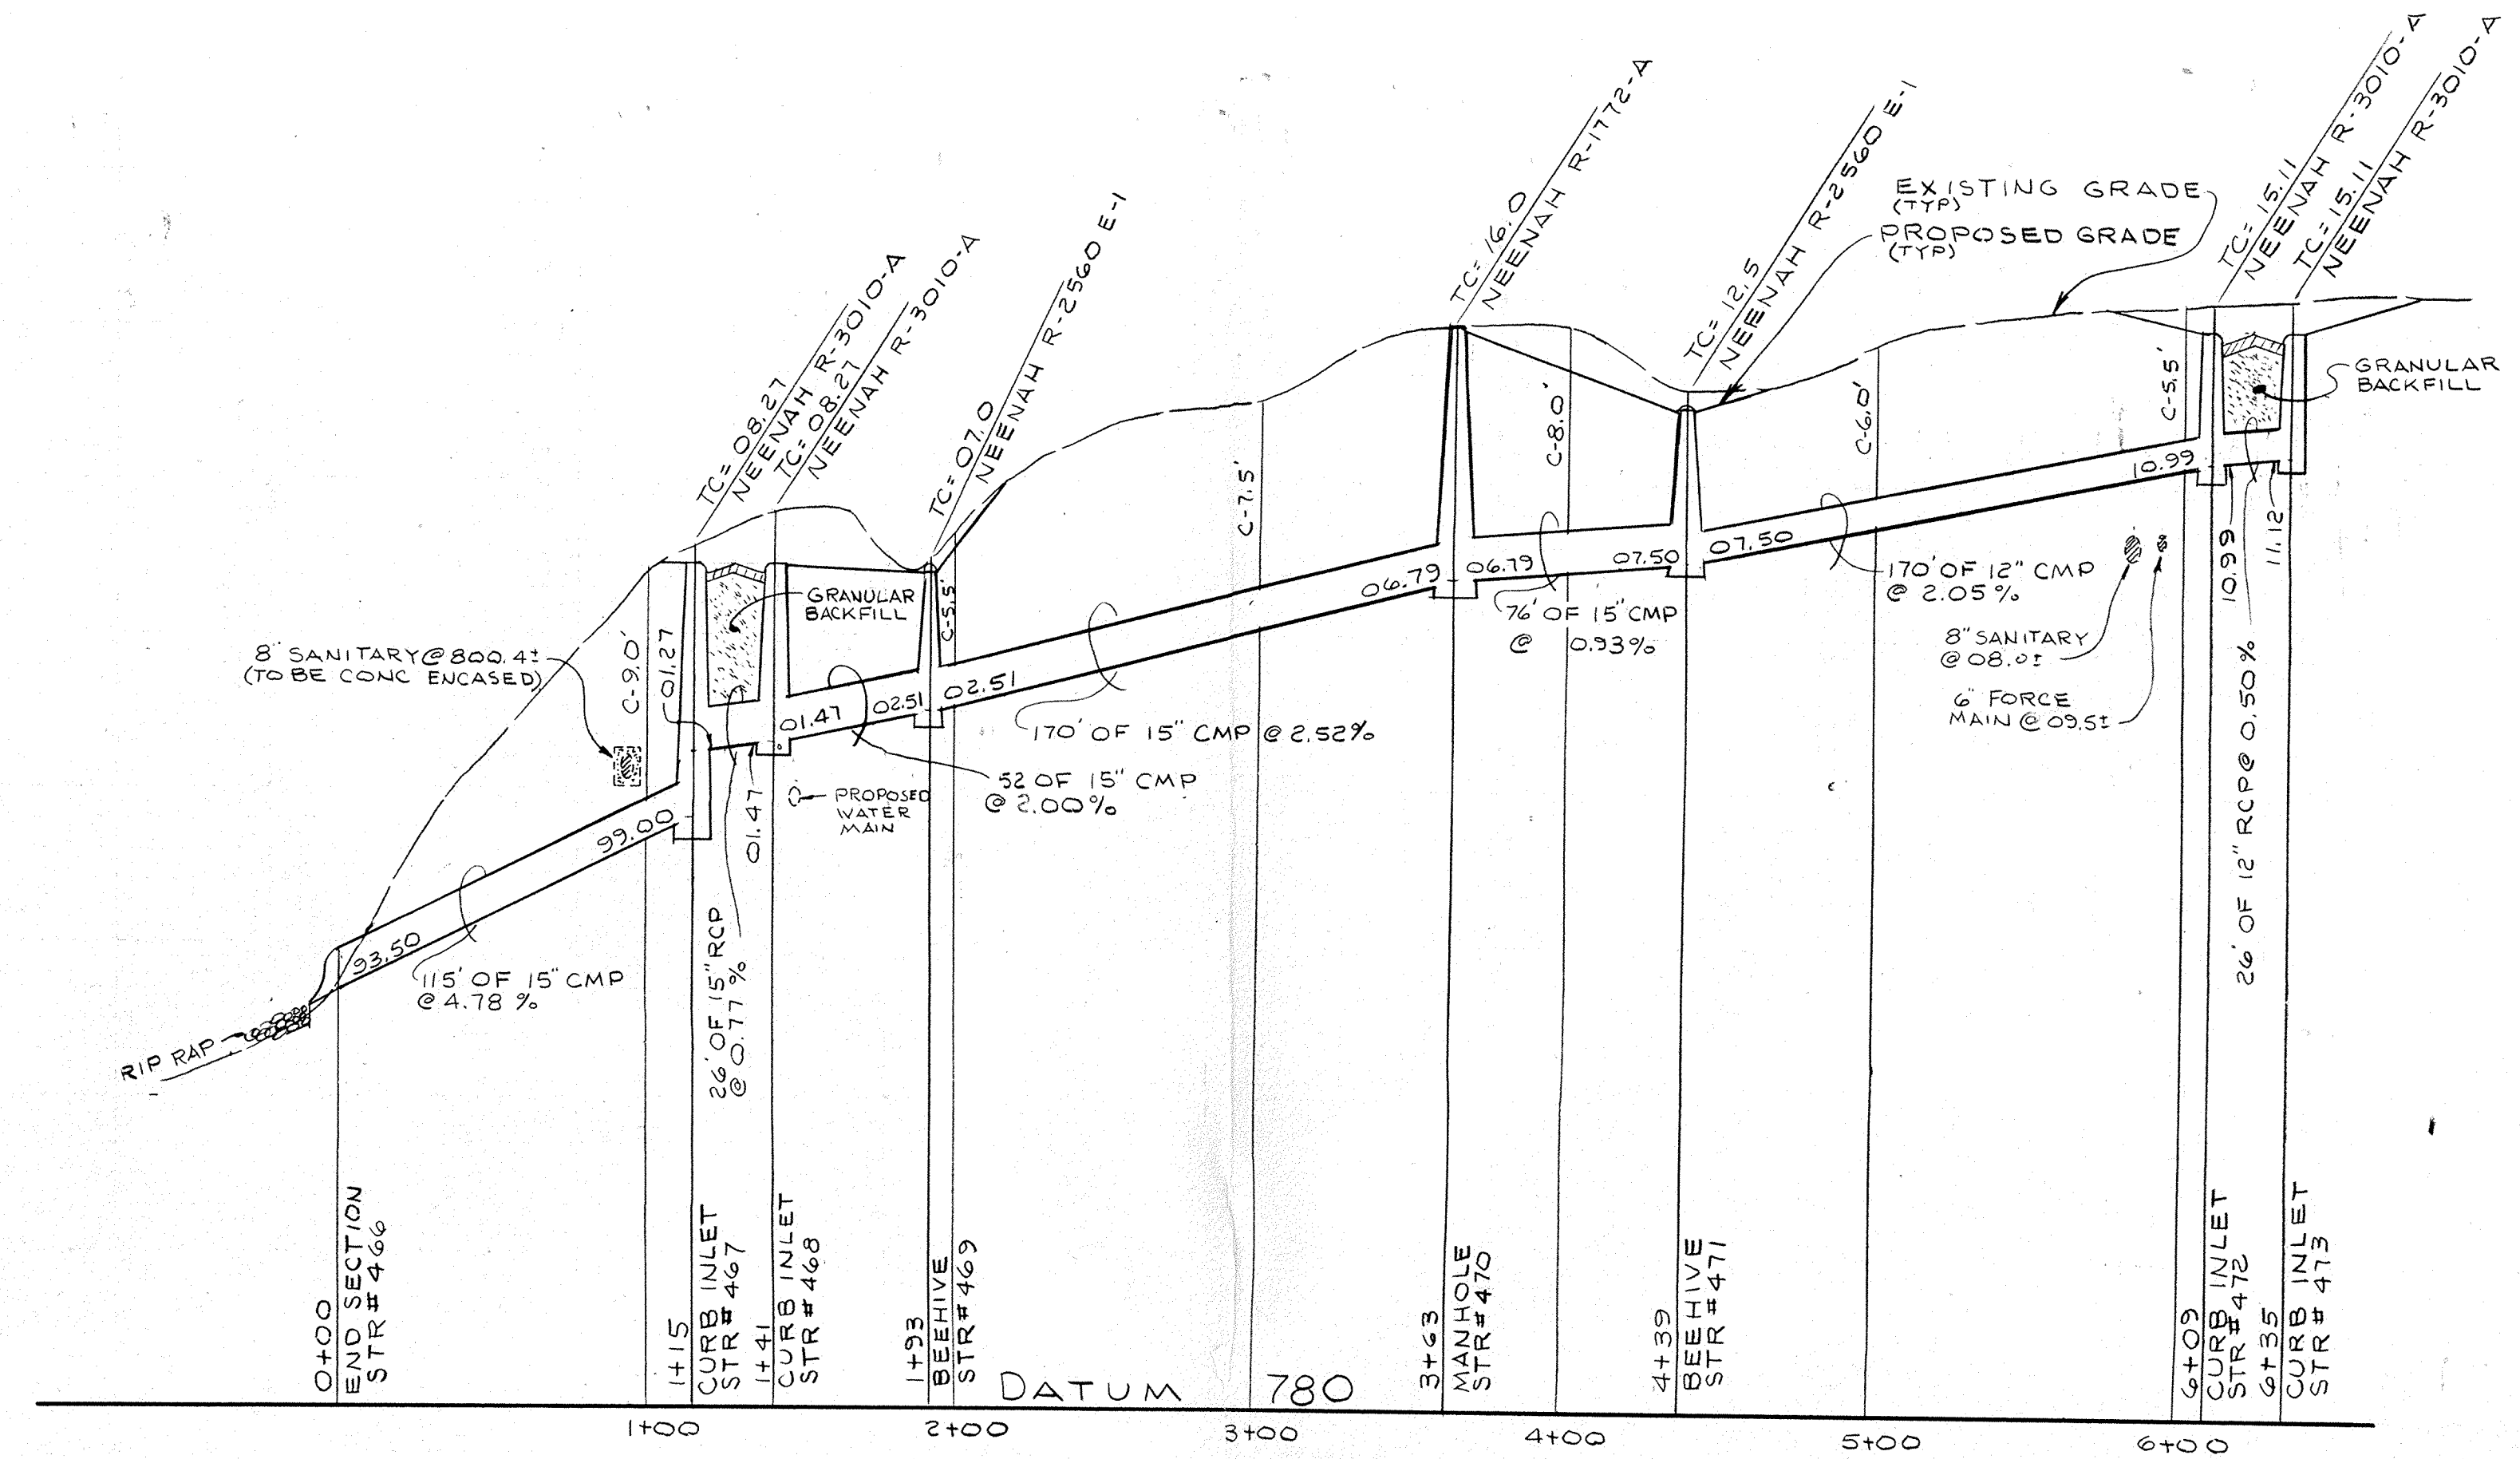 TC= 08.27
NEENAH R-3010-A
TC= 08.27
NEENAH R-3010-A
TC= 07.0
NEENAH R-2560 E-1
TC= 16.0
NEENAH R-1772-A
TC= 12.5
NEENAH R-2560 E-1
EXISTING GRADE
(TYP)
PROPOSED GRADE
(TYP)
TC= 15.11
NEENAH R-3010-A
TC= 15.11
NEENAH R-3010-A
GRANULAR
BACKFILL
8" SANITARY @ 800.4±
(TO BE CONC ENCASED)
C-9.0'
01.27
GRANULAR
BACKFILL
C-5.5'
C-7.5'
C-8.0'
C-6.0'
C-5.5'
93.50
99.00
01.47
01.47
02.51
02.51
06.79
06.79
07.50
07.50
10.99
10.99
11.12
115' OF 15" CMP
@ 4.78 %
26' OF 15" RCP
@ 0.77 %
PROPOSED
WATER
MAIN
52 OF 15" CMP
@ 2.00%
170' OF 15" CMP @ 2.52%
76' OF 15" CMP
@ 0.93%
170' OF 12" CMP
@ 2.05%
8" SANITARY
@ 08.0±
6" FORCE
MAIN @ 09.5±
26' OF 12" RCP @ 0.50%
RIP RAP
0+00
END SECTION
STR # 466
1+15
CURB INLET
STR # 467
1+41
CURB INLET
STR # 468
1+93
BEEHIVE
STR # 469
3+63
MANHOLE
STR # 470
4+39
BEEHIVE
STR # 471
6+09
CURB INLET
STR # 472
6+35
CURB INLET
STR # 473
DATUM 780
1+00
2+00
3+00
4+00
5+00
6+00